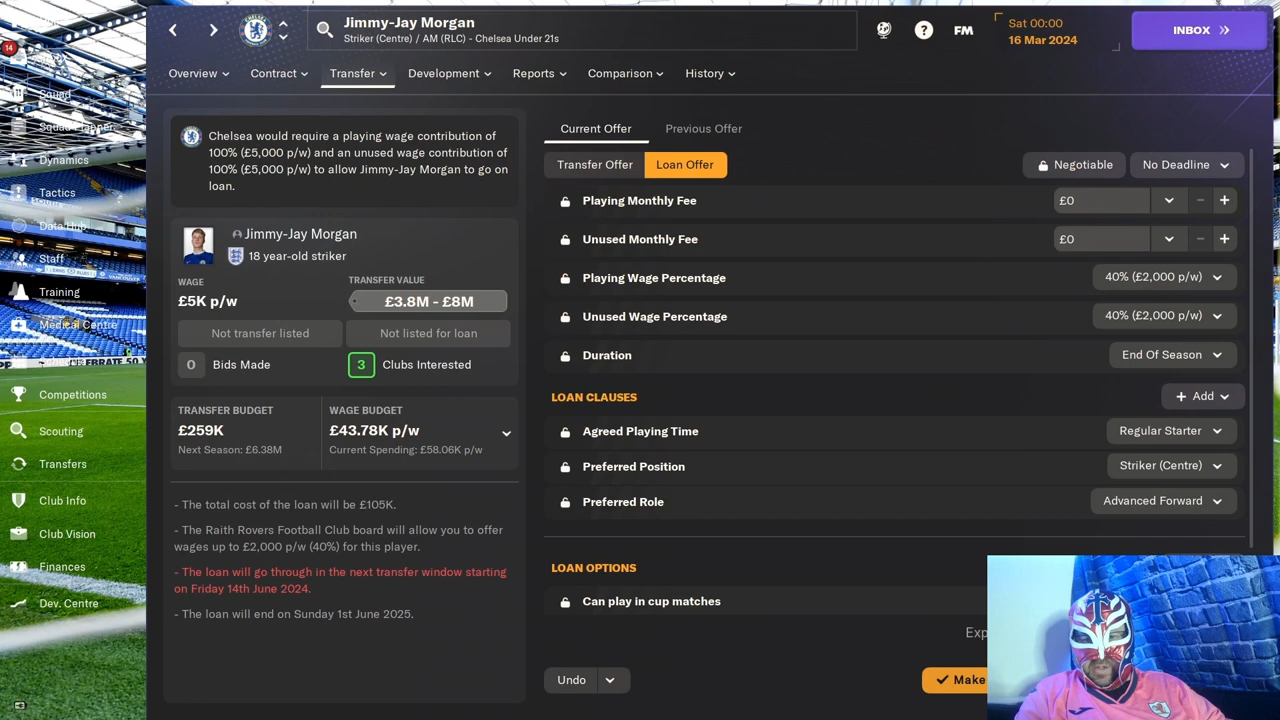 Jimmy-Jay Morgan
Striker (Centre) / AM (RLC) - Chelsea Under 21s
FM
Sat 00:00
16 Mar 2024
INBOX
14
Overview
Contract
Transfer
Development
Reports
Comparison
History
Squad
Squad Planner
Dynamics
Tactics
Data Hub
Staff
Training
Medical Centre
Competitions
Scouting
Transfers
Club Info
Club Vision
Finances
Dev. Centre
Chelsea would require a playing wage contribution of
100% (£5,000 p/w) and an unused wage contribution of
100% (£5,000 p/w) to allow Jimmy-Jay Morgan to go on
loan.
Jimmy-Jay Morgan
18 year-old striker
WAGE
£5K p/w
TRANSFER VALUE
£3.8M - £8M
Not transfer listed
Not listed for loan
0 Bids Made
3 Clubs Interested
TRANSFER BUDGET
£259K
Next Season: £6.38M
WAGE BUDGET
£43.78K p/w
Current Spending: £58.06K p/w
- The total cost of the loan will be £105K.
- The Raith Rovers Football Club board will allow you to offer
wages up to £2,000 p/w (40%) for this player.
- The loan will go through in the next transfer window starting
on Friday 14th June 2024.
- The loan will end on Sunday 1st June 2025.
Current Offer
Previous Offer
Transfer Offer
Loan Offer
Negotiable
No Deadline
Playing Monthly Fee £0
Unused Monthly Fee £0
Playing Wage Percentage 40% (£2,000 p/w)
Unused Wage Percentage 40% (£2,000 p/w)
Duration End Of Season
LOAN CLAUSES
Add
Agreed Playing Time Regular Starter
Preferred Position Striker (Centre)
Preferred Role Advanced Forward
LOAN OPTIONS
Can play in cup matches
Exp
Undo
Make